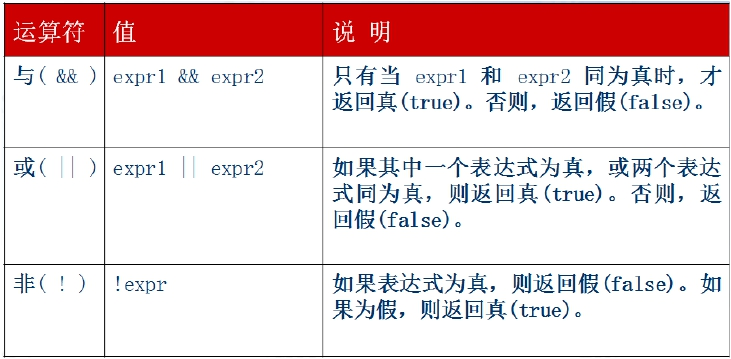 运算符 值 说 明
与( && ) expr1 && expr2 只有当 expr1 和 expr2 同为真时，才
返回真(true)。否则，返回假(false)。
或( || ) expr1 || expr2 如果其中一个表达式为真，或两个表达
式同为真，则返回真(true)。否则，返
回假(false)。
非( ! ) !expr 如果表达式为真，则返回假(false)。如
果为假，则返回真(true)。